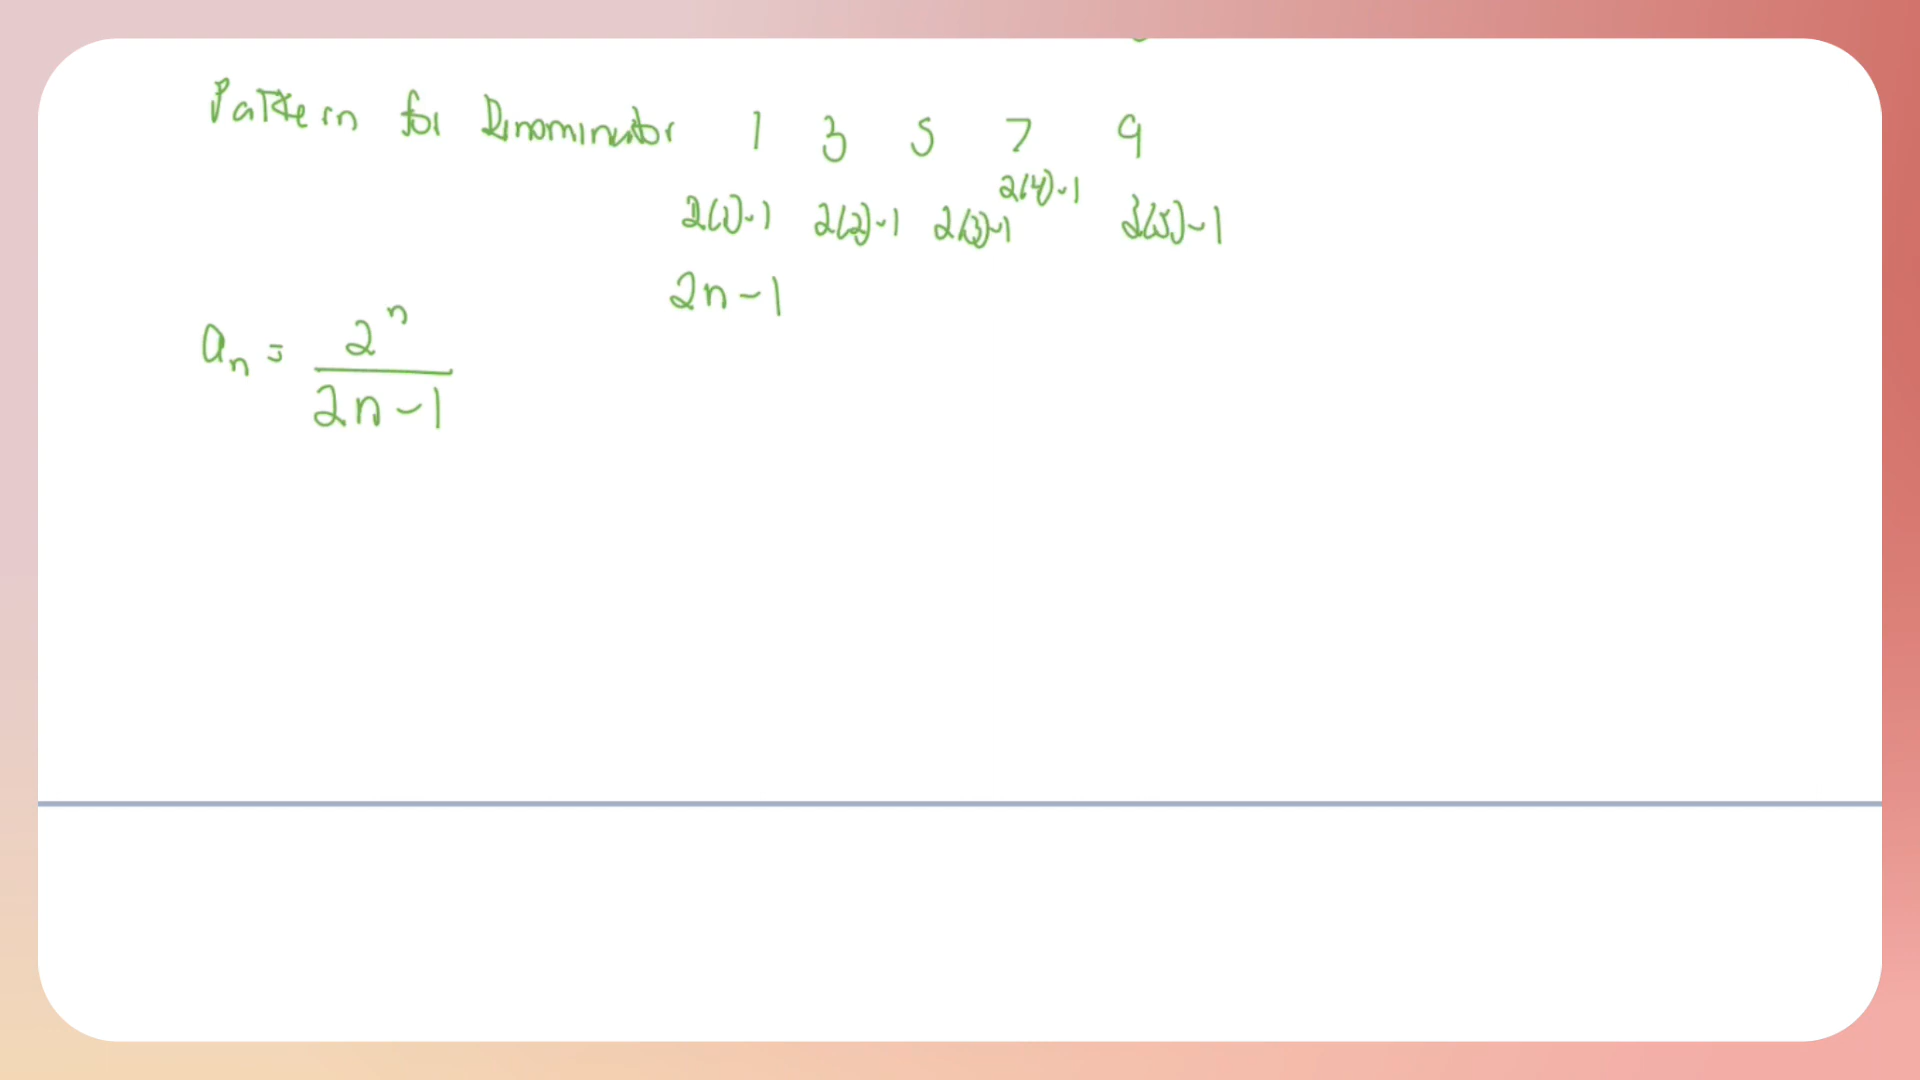 Pattern for Denominator 1 3 5 7 9
2(1)-1 2(2)-1 2(3)-1 2(4)-1 2(5)-1
2n-1
aₙ = 2ⁿ
2n-1